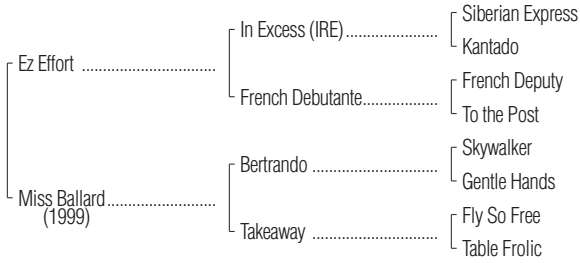 Siberian Express
In Excess (IRE)
Kantado
Ez Effort
French Deputy
French Debutante
To the Post
Skywalker
Bertrando
Gentle Hands
Miss Ballard
(1999)
Fly So Free
Takeaway
Table Frolic